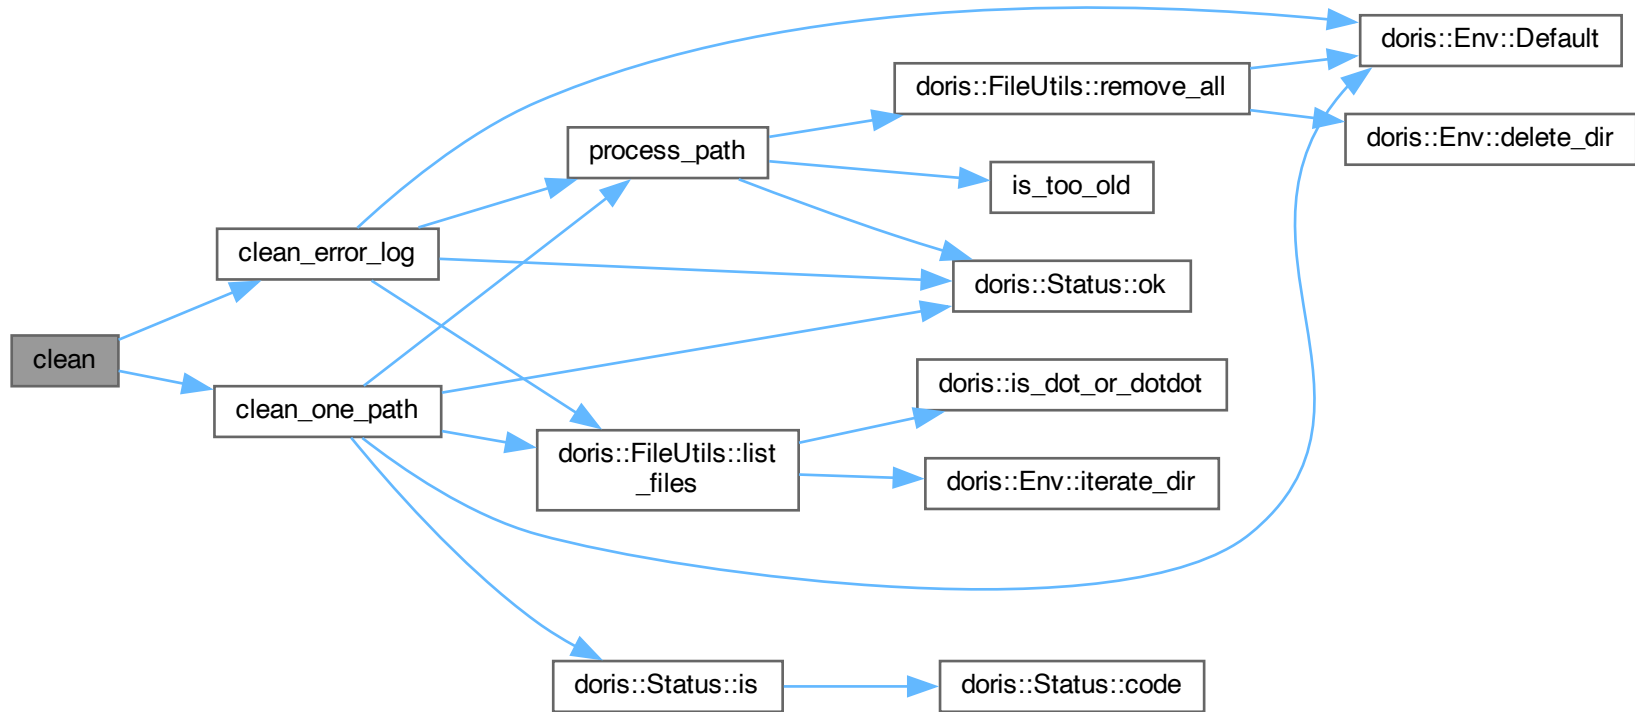 clean
clean_error_log
clean_one_path
process_path
doris::FileUtils::list
_files
doris::Status::is
doris::FileUtils::remove_all
is_too_old
doris::Status::ok
doris::is_dot_or_dotdot
doris::Env::iterate_dir
doris::Status::code
doris::Env::Default
doris::Env::delete_dir